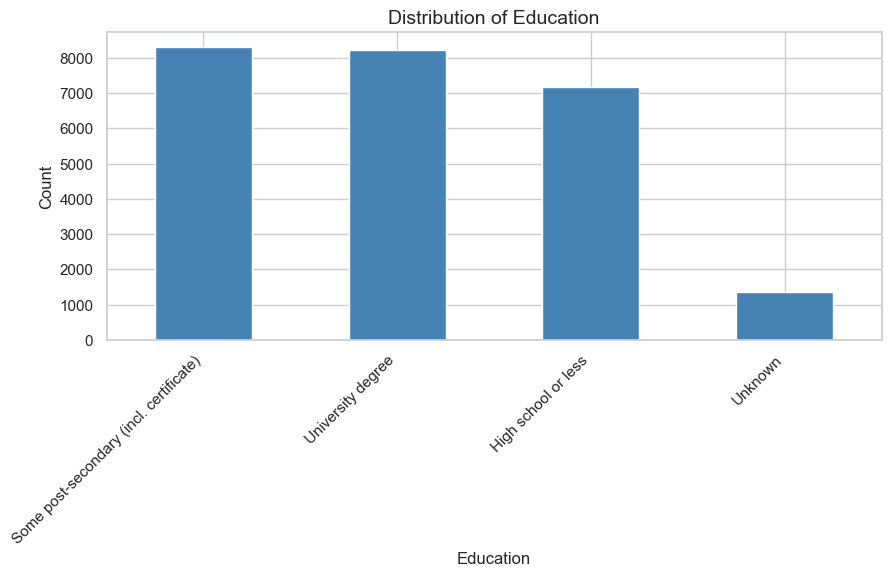 Distribution of Education
Count
8000
7000
6000
5000
4000
3000
2000
1000
0
Some post-secondary (incl. certificate)
University degree
High school or less
Unknown
Education